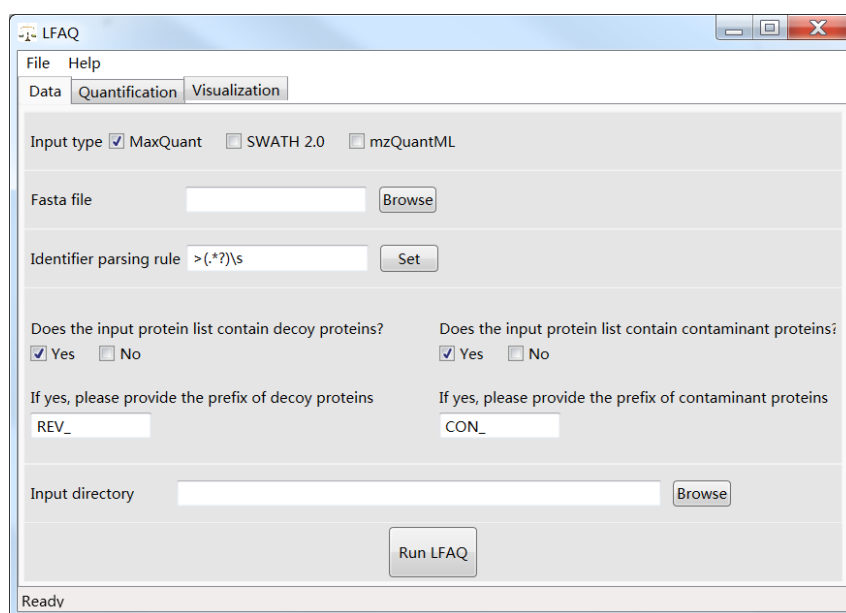 LFAQ
File Help
Data Quantification Visualization
Input type MaxQuant SWATH 2.0 mzQuantML
Fasta file Browse
Identifier parsing rule >(.*?)\s Set
Does the input protein list contain decoy proteins? Does the input protein list contain contaminant proteins?
Yes No Yes No
If yes, please provide the prefix of decoy proteins If yes, please provide the prefix of contaminant proteins
REV_ CON_
Input directory Browse
Run LFAQ
Ready